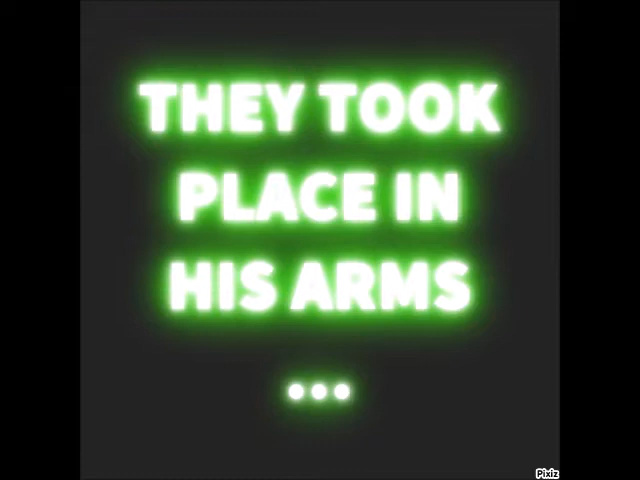 THEY TOOK
PLACE IN
HIS ARMS
...
Pixiz